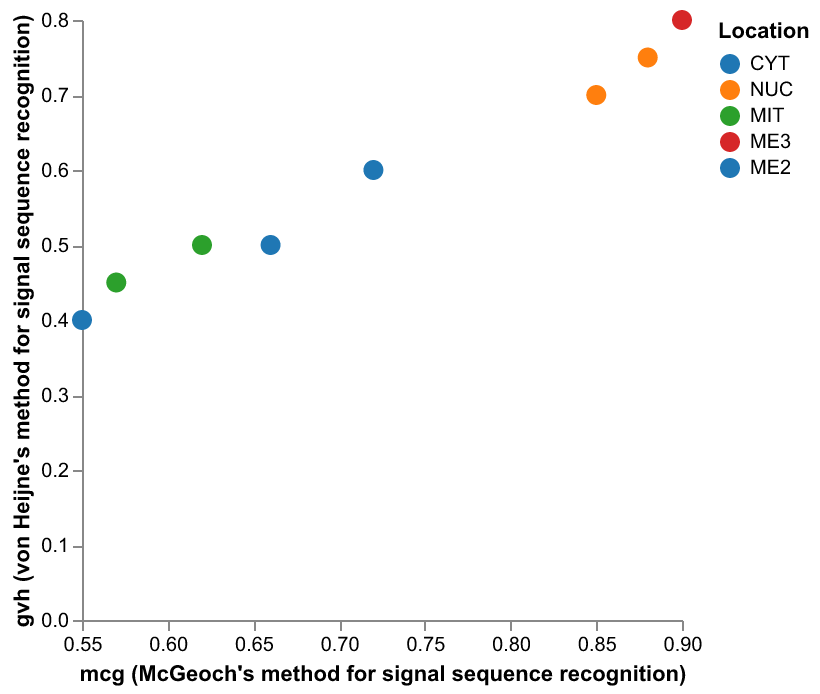 0.8
0.7
0.6
0.5
0.4
0.3
0.2
0.1
0.0
gvh (von Heijne's method for signal sequence recognition)
0.55 0.60 0.65 0.70 0.75 0.80 0.85 0.90
mcg (McGeoch's method for signal sequence recognition)
Location
CYT
NUC
MIT
ME3
ME2